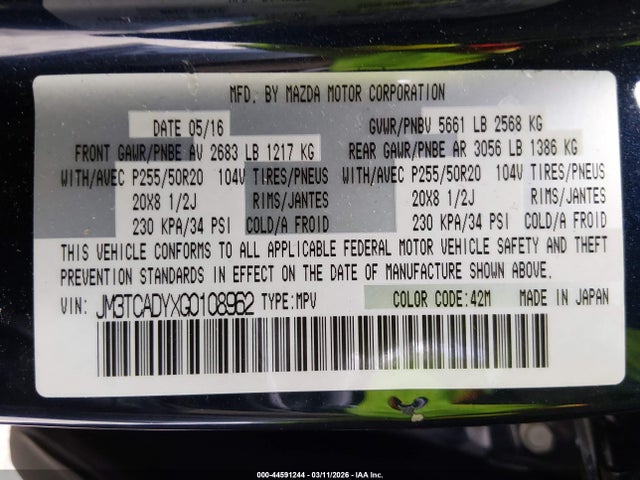 MFD. BY MAZDA MOTOR CORPORATION
DATE 05/16 GVWR/PNBV 5661 LB 2568 KG
FRONT GAWR/PNBE AV 2683 LB 1217 KG REAR GAWR/PNBE AR 3056 LB 1386 KG
WITH/AVEC P255/50R20 104V TIRES/PNEUS WITH/AVEC P255/50R20 104V TIRES/PNEUS
20X8 1/2J RIMS/JANTES 20X8 1/2J RIMS/JANTES
230 KPA/34 PSI COLD/A FROID 230 KPA/34 PSI COLD/A FROID
THIS VEHICLE CONFORMS TO ALL APPLICABLE FEDERAL MOTOR VEHICLE SAFETY AND THEFT
PREVENTION STANDARDS IN EFFECT ON THE DATE OF MANUFACTURE SHOWN ABOVE.
VIN: JM3TCADYXG0108962 TYPE:MPV COLOR CODE:42M MADE IN JAPAN
000-44591244 - 03/11/2026 - IAA Inc.